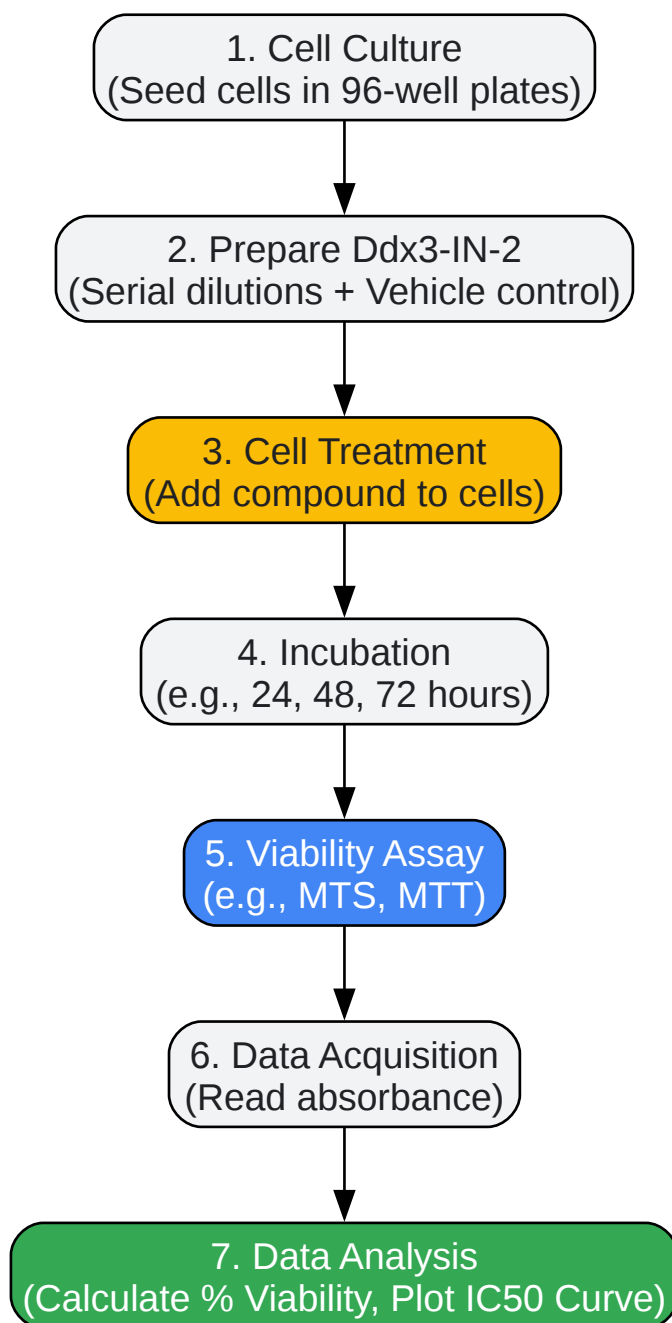 1. Cell Culture
(Seed cells in 96-well plates)
2. Prepare Ddx3-IN-2
(Serial dilutions + Vehicle control)
3. Cell Treatment
(Add compound to cells)
4. Incubation
(e.g., 24, 48, 72 hours)
5. Viability Assay
(e.g., MTS, MTT)
6. Data Acquisition
(Read absorbance)
7. Data Analysis
(Calculate % Viability, Plot IC50 Curve)